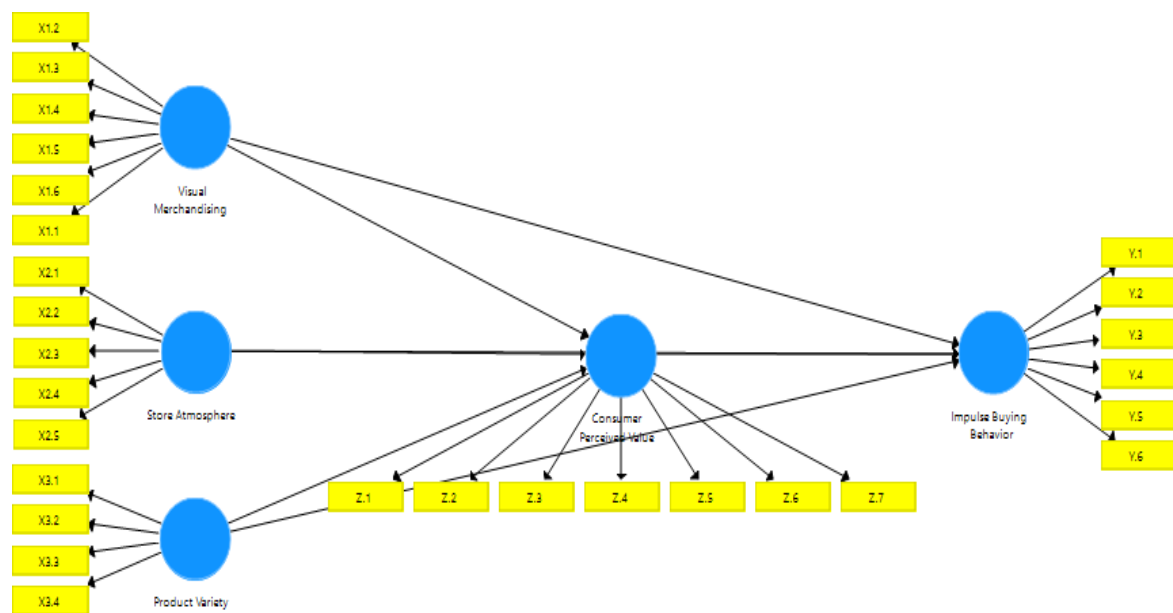 X1.2
X1.3
X1.4
X1.5
X1.6
X1.1
Visual
Merchandising
X2.1
X2.2
X2.3
X2.4
X2.5
Store Atmosphere
X3.1
X3.2
X3.3
X3.4
Product Variety
Consumer
Perceived Value
Z.1
Z.2
Z.3
Z.4
Z.5
Z.6
Z.7
Impulse Buying
Behavior
Y.1
Y.2
Y.3
Y.4
Y.5
Y.6